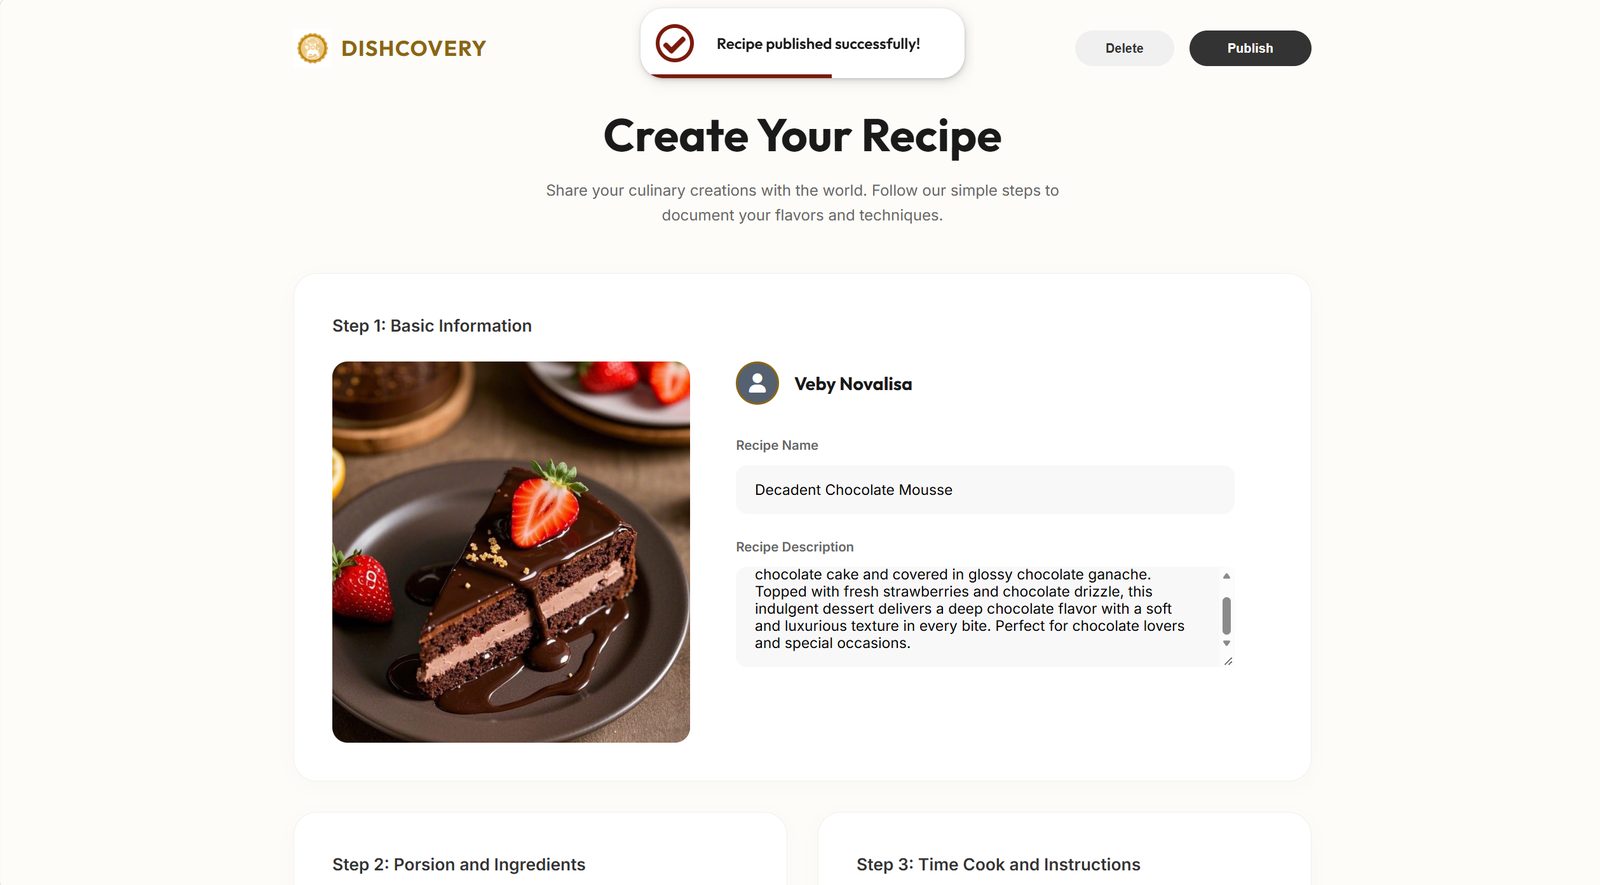 DISHCOVERY
Recipe published successfully!
Delete
Publish
Create Your Recipe
Share your culinary creations with the world. Follow our simple steps to
document your flavors and techniques.
Step 1: Basic Information
Veby Novalisa
Recipe Name
Decadent Chocolate Mousse
Recipe Description
chocolate cake and covered in glossy chocolate ganache.
Topped with fresh strawberries and chocolate drizzle, this
indulgent dessert delivers a deep chocolate flavor with a soft
and luxurious texture in every bite. Perfect for chocolate lovers
and special occasions.
Step 2: Porsion and Ingredients
Step 3: Time Cook and Instructions